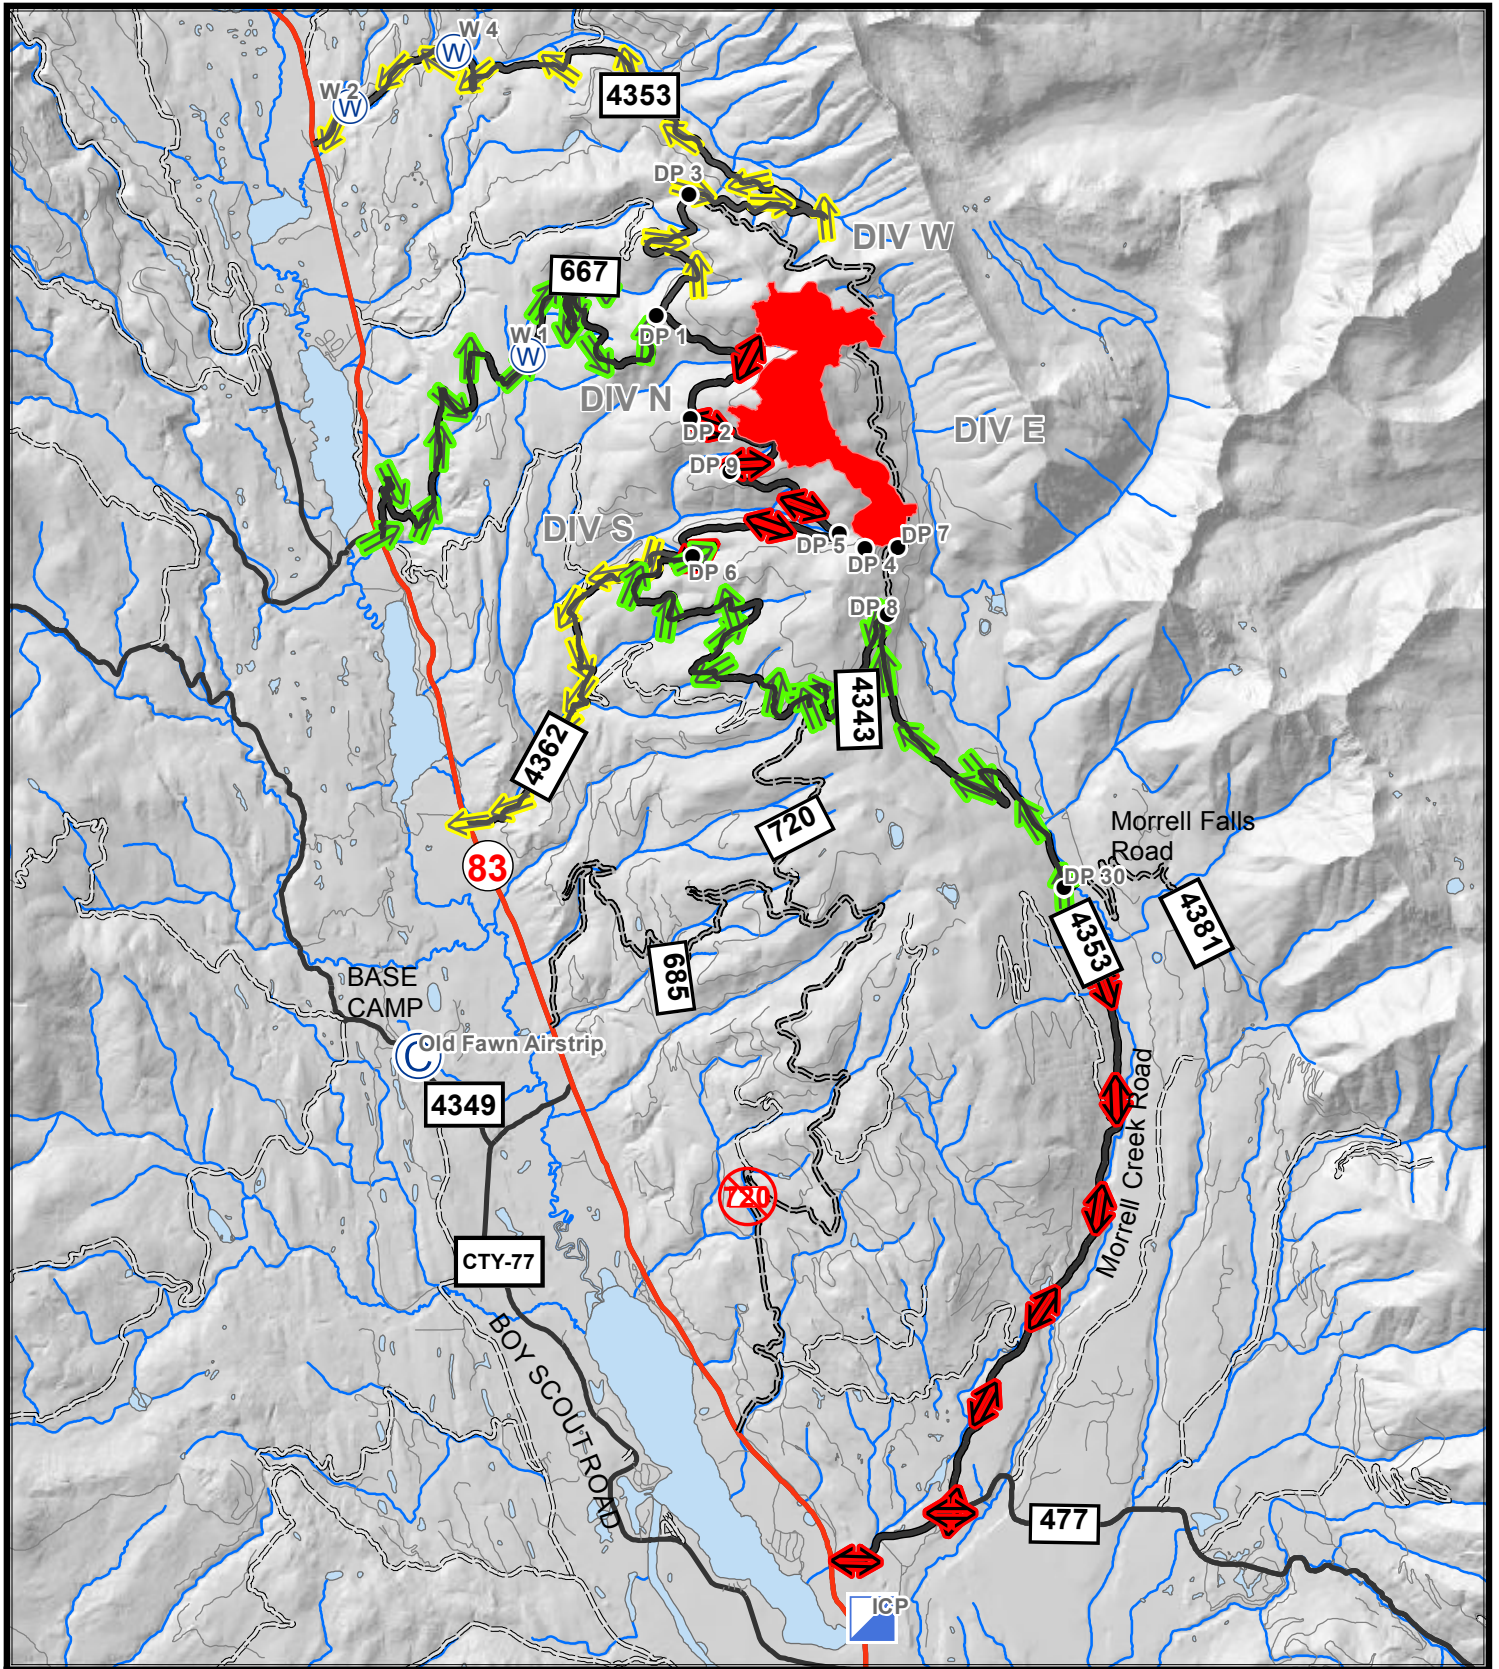 W 4
W 2
W
W
4353
DP 3
DIV W
667
W 1
W
DP 1
DIV N
DP 2
DIV E
DP 9
DIV S
DP 5
DP 7
DP 4
DP 6
DP 8
4343
4362
720
Morrell Falls
Road
83
DP 30
4381
4353
685
BASE
CAMP
C
Old Fawn Airstrip
4349
Morrell Creek Road
720
CTY-77
BOY SCOUT ROAD
477
ICP